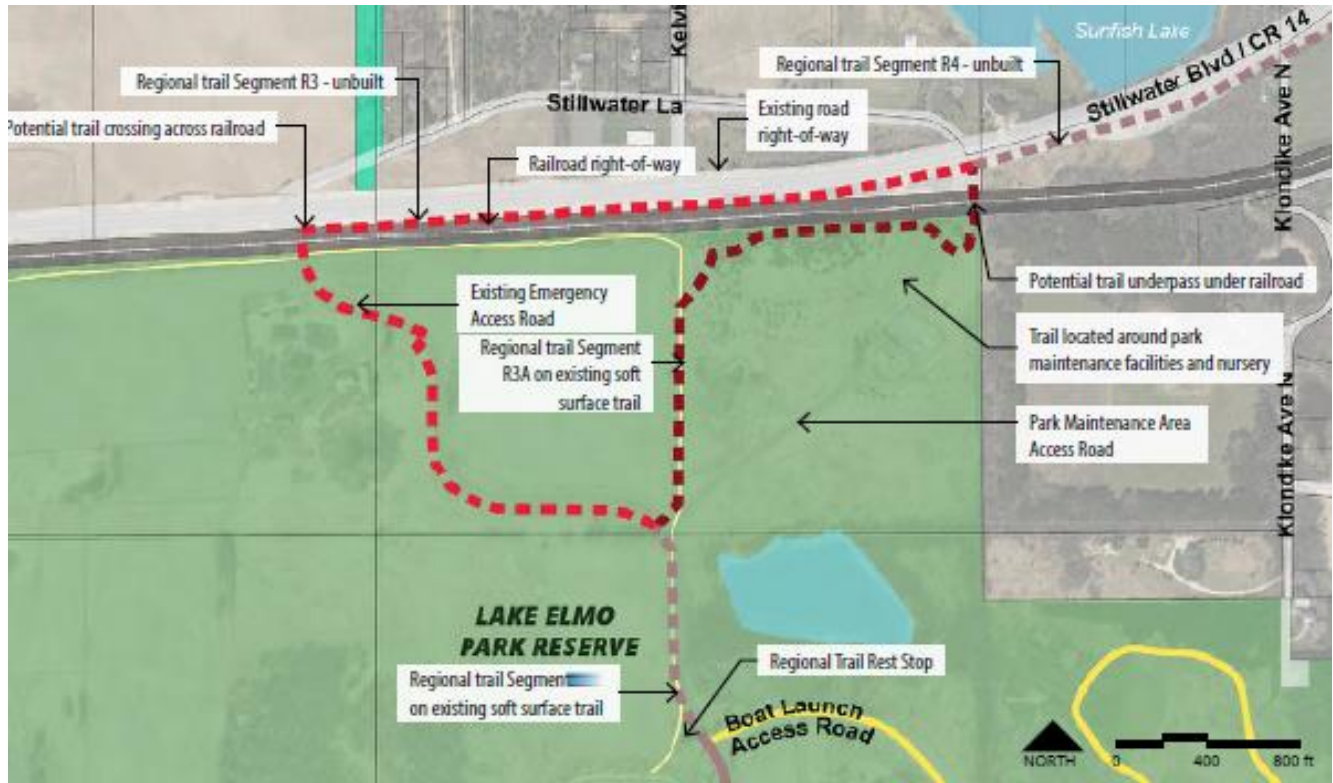 Sunfish Lake
Kelvi
Stillwater Blvd / CR 14
Klondike Ave N
Regional trail Segment R3 - unbuilt
Regional trail Segment R4 - unbuilt
Stillwater La
Existing road
right-of-way
Potential trail crossing across railroad
Railroad right-of-way
Existing Emergency
Access Road
Potential trail underpass under railroad
Regional trail Segment
R3A on existing soft
surface trail
Trail located around park
maintenance facilities and nursery
Park Maintenance Area
Access Road
Klondike Ave N
LAKE ELMO
PARK RESERVE
Regional Trail Rest Stop
Regional trail Segment
on existing soft surface trail
Boat Launch
Access Road
NORTH
0 400 800 ft